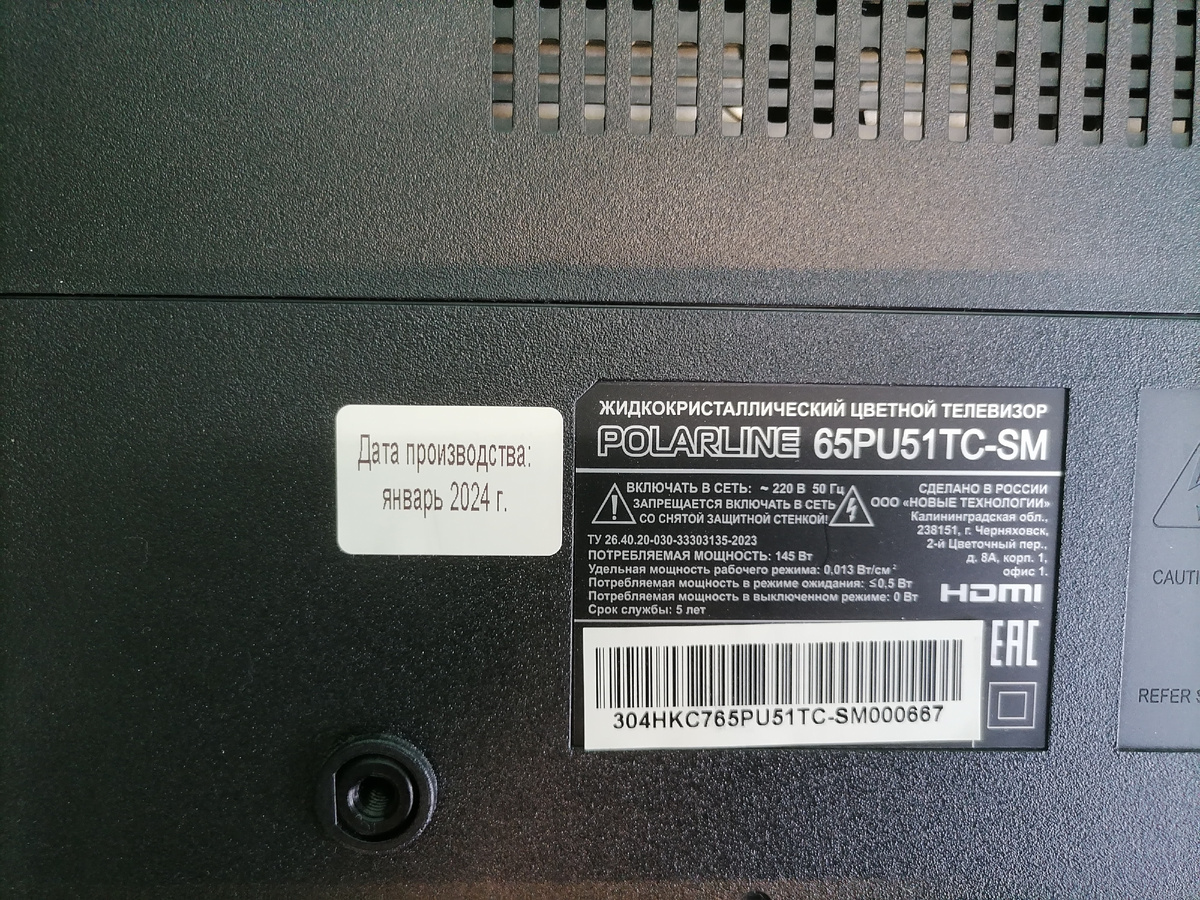 Дата производства:
январь 2024 г.
ЖИДКОКРИСТАЛЛИЧЕСКИЙ ЦВЕТНОЙ ТЕЛЕВИЗОР
POLARLINE 65PU51TC-SM
ВКЛЮЧАТЬ В СЕТЬ: ~ 220 В 50 Гц
ЗАПРЕЩАЕТСЯ ВКЛЮЧАТЬ В СЕТЬ
СО СНЯТОЙ ЗАЩИТНОЙ СТЕНКОЙ!
СДЕЛАНО В РОССИИ
ООО «НОВЫЕ ТЕХНОЛОГИИ»
Калининградская обл.,
238151, г. Черняховск,
2-й Цветочный пер.,
д. 8А, корп. 1,
офис 1.
ТУ 26.40.20-030-33303135-2023
ПОТРЕБЛЯЕМАЯ МОЩНОСТЬ: 145 Вт
Удельная мощность рабочего режима: 0,013 Вт/см²
Потребляемая мощность в режиме ожидания: ≤0,5 Вт
Потребляемая мощность в выключенном режиме: 0 Вт
Срок службы: 5 лет
HDMI
EAC
304HKC765PU51TC-SM000667
CAUTI
REFER S